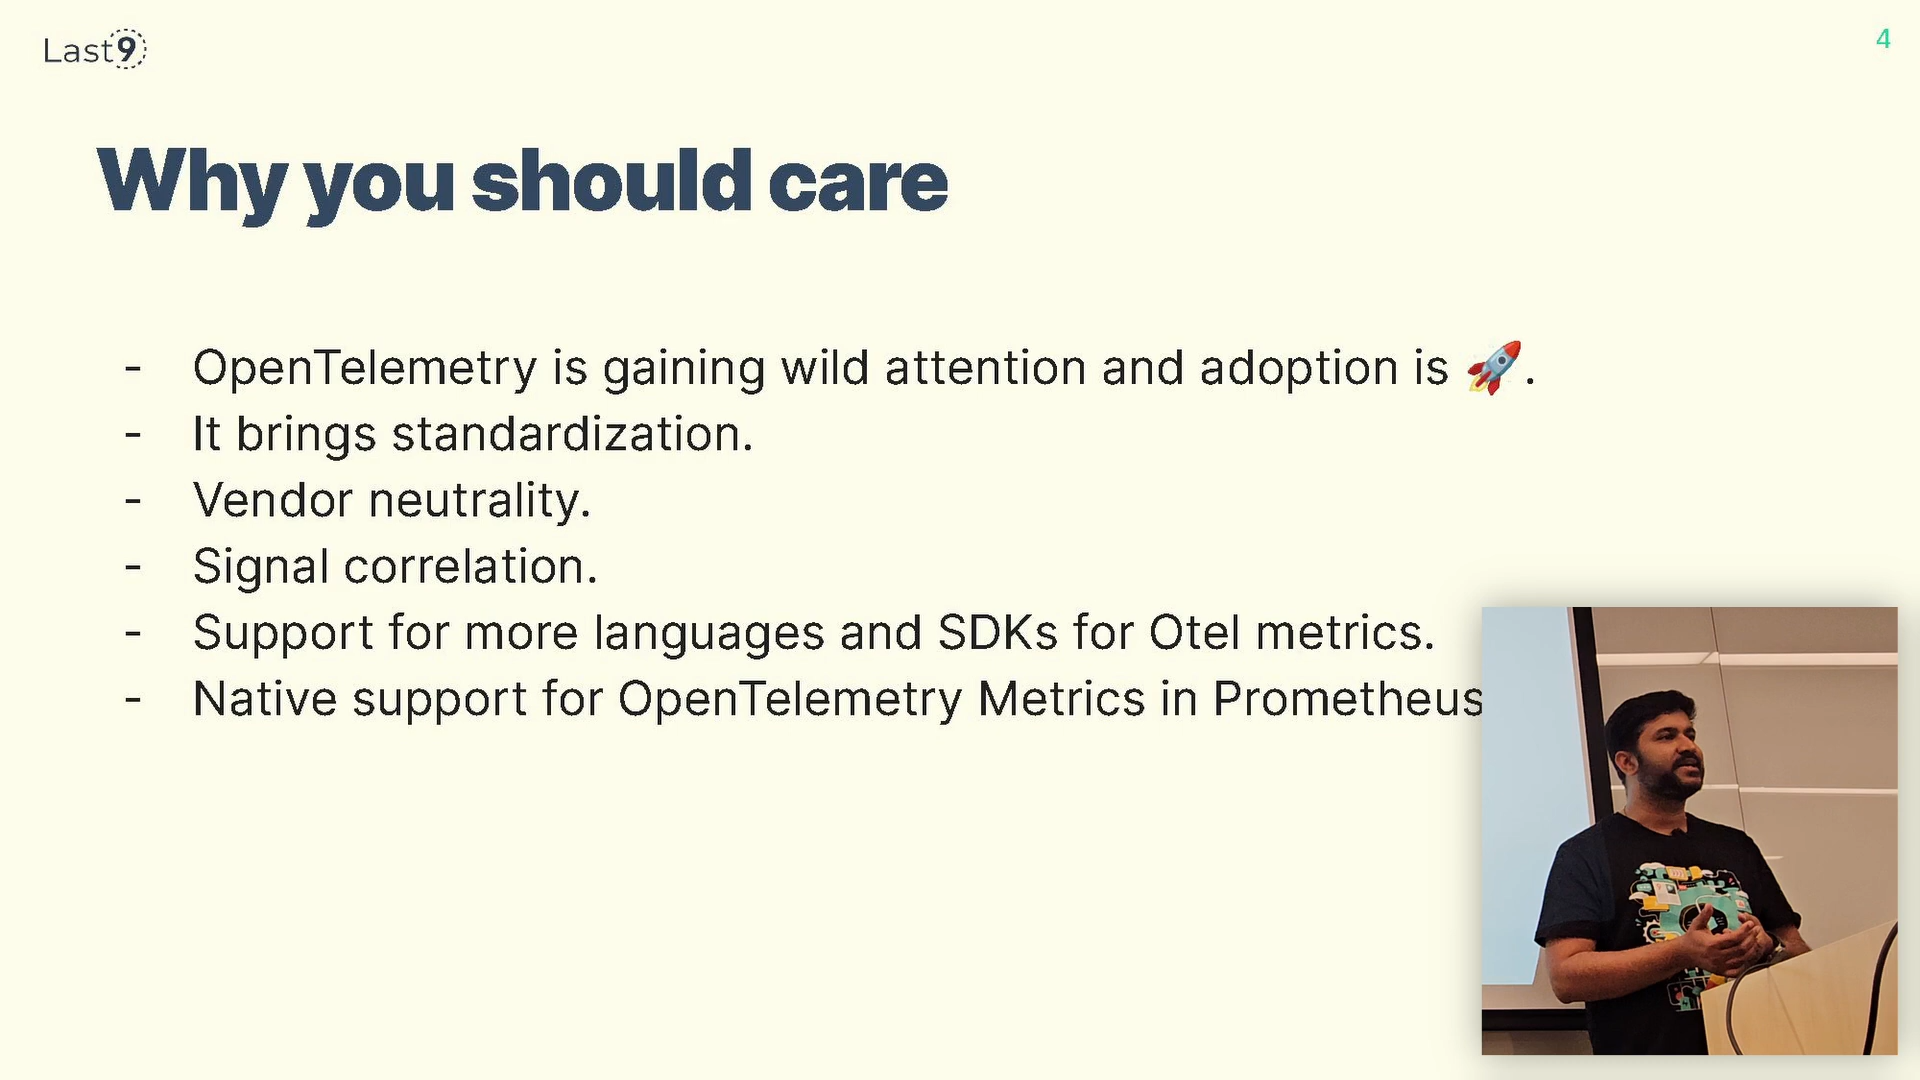 Last9
4
Why you should care
- OpenTelemetry is gaining wild attention and adoption is 🚀.
- It brings standardization.
- Vendor neutrality.
- Signal correlation.
- Support for more languages and SDKs for Otel metrics.
- Native support for OpenTelemetry Metrics in Prometheus